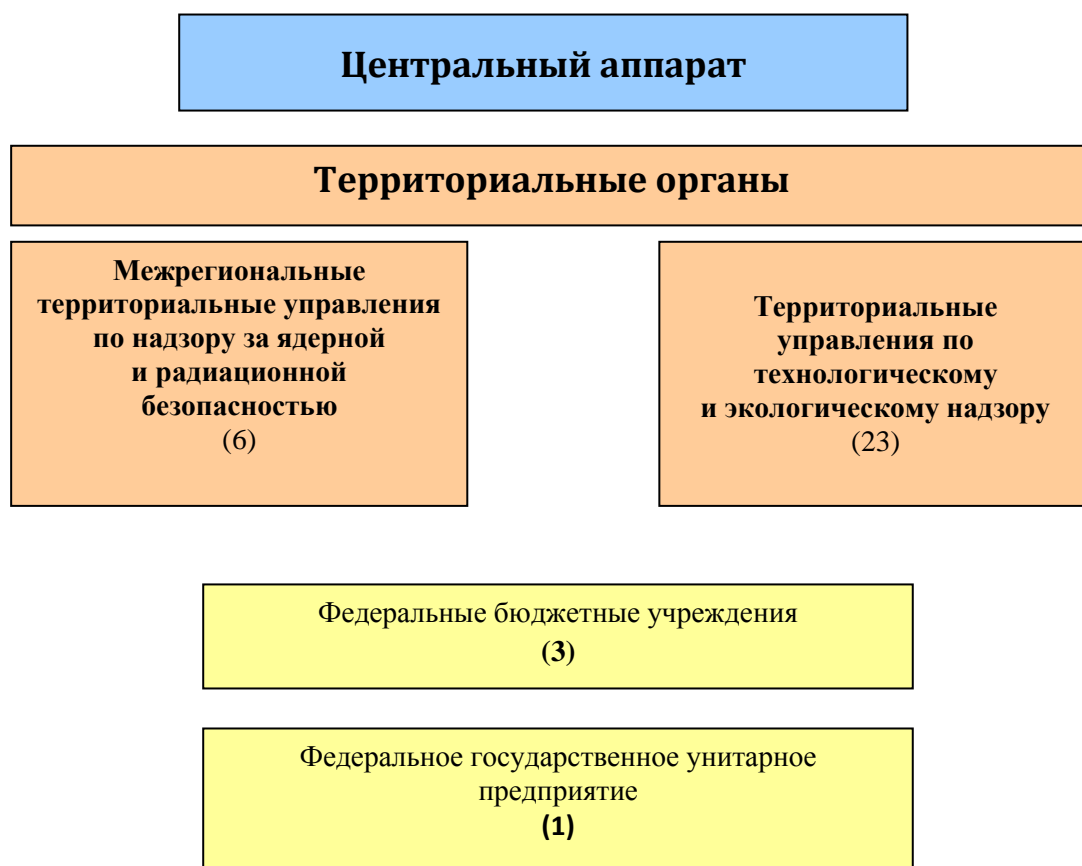 Центральный аппарат
Территориальные органы
Межрегиональные
территориальные управления
по надзору за ядерной
и радиационной
безопасностью
(6)
Территориальные
управления по
технологическому
и экологическому надзору
(23)
Федеральные бюджетные учреждения
(3)
Федеральное государственное унитарное
предприятие
(1)